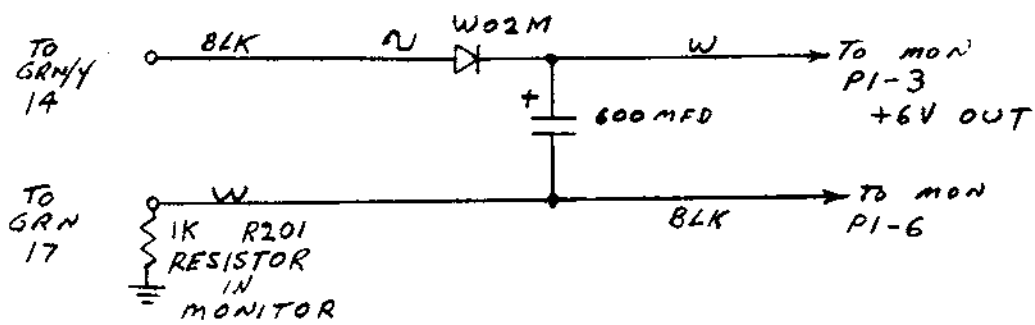 W02M
BLK
W
TO
GRN/Y
14
TO MON
P1-3
+6V OUT
+
600 MFD
TO
GRN
17
W
1K R201
RESISTOR
IN
MONITOR
BLK
TO MON
P1-6